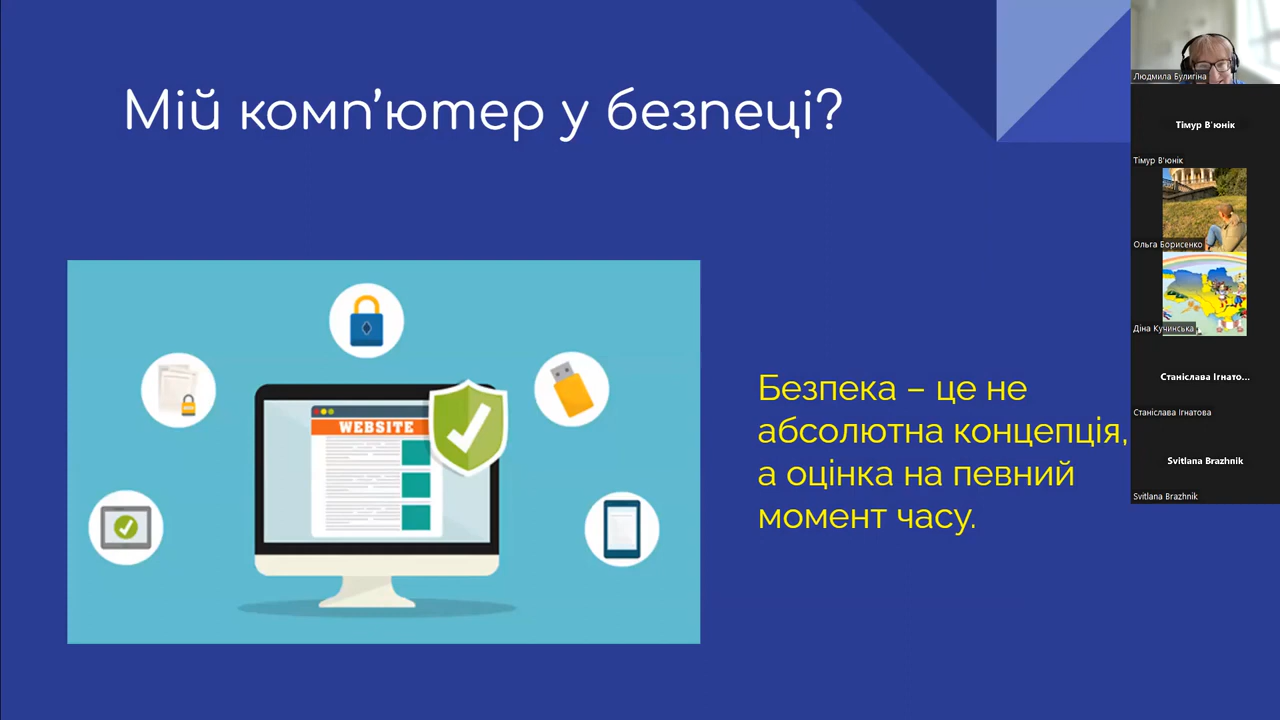 Мій комп’ютер у безпеці?
WEBSITE
Безпека – це не
абсолютна концепція,
а оцінка на певний
момент часу.
Людмила Булигіна
Тімур В'юнік
Тімур В'юнік
Ольга Борисенко
Діна Кучинська
Станіслава Ігнато...
Станіслава Ігнатова
Svitlana Brazhnik
Svitlana Brazhnik